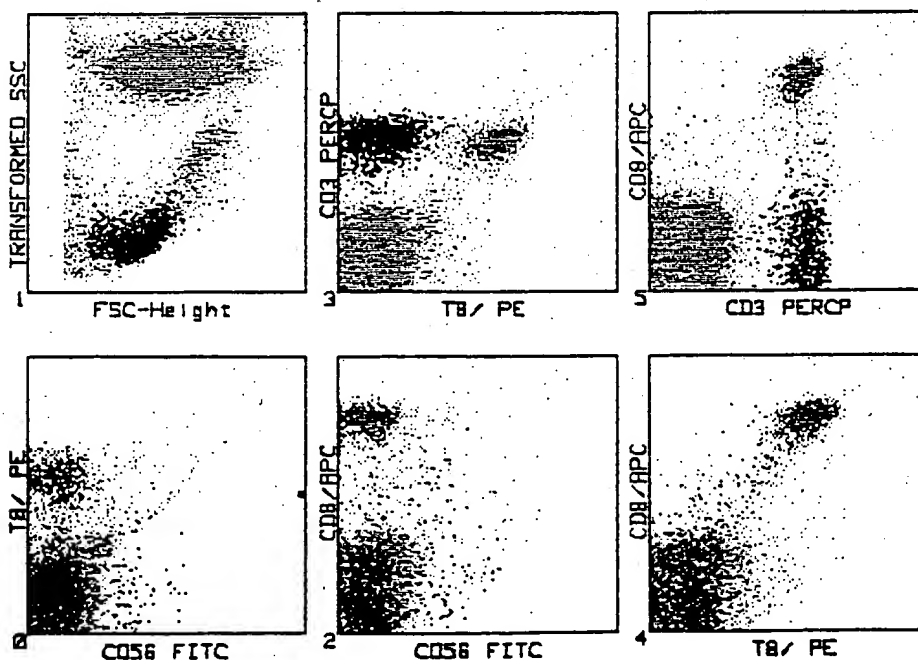 TRANSFORMED SSC
1
FSC-Height
CD3 PERCP
3
T8/ PE
CD8/APC
5
CD3 PERCP
T8/ PE
0
CD56 FITC
CD8/APC
2
CD56 FITC
CD8/APC
4
T8/ PE